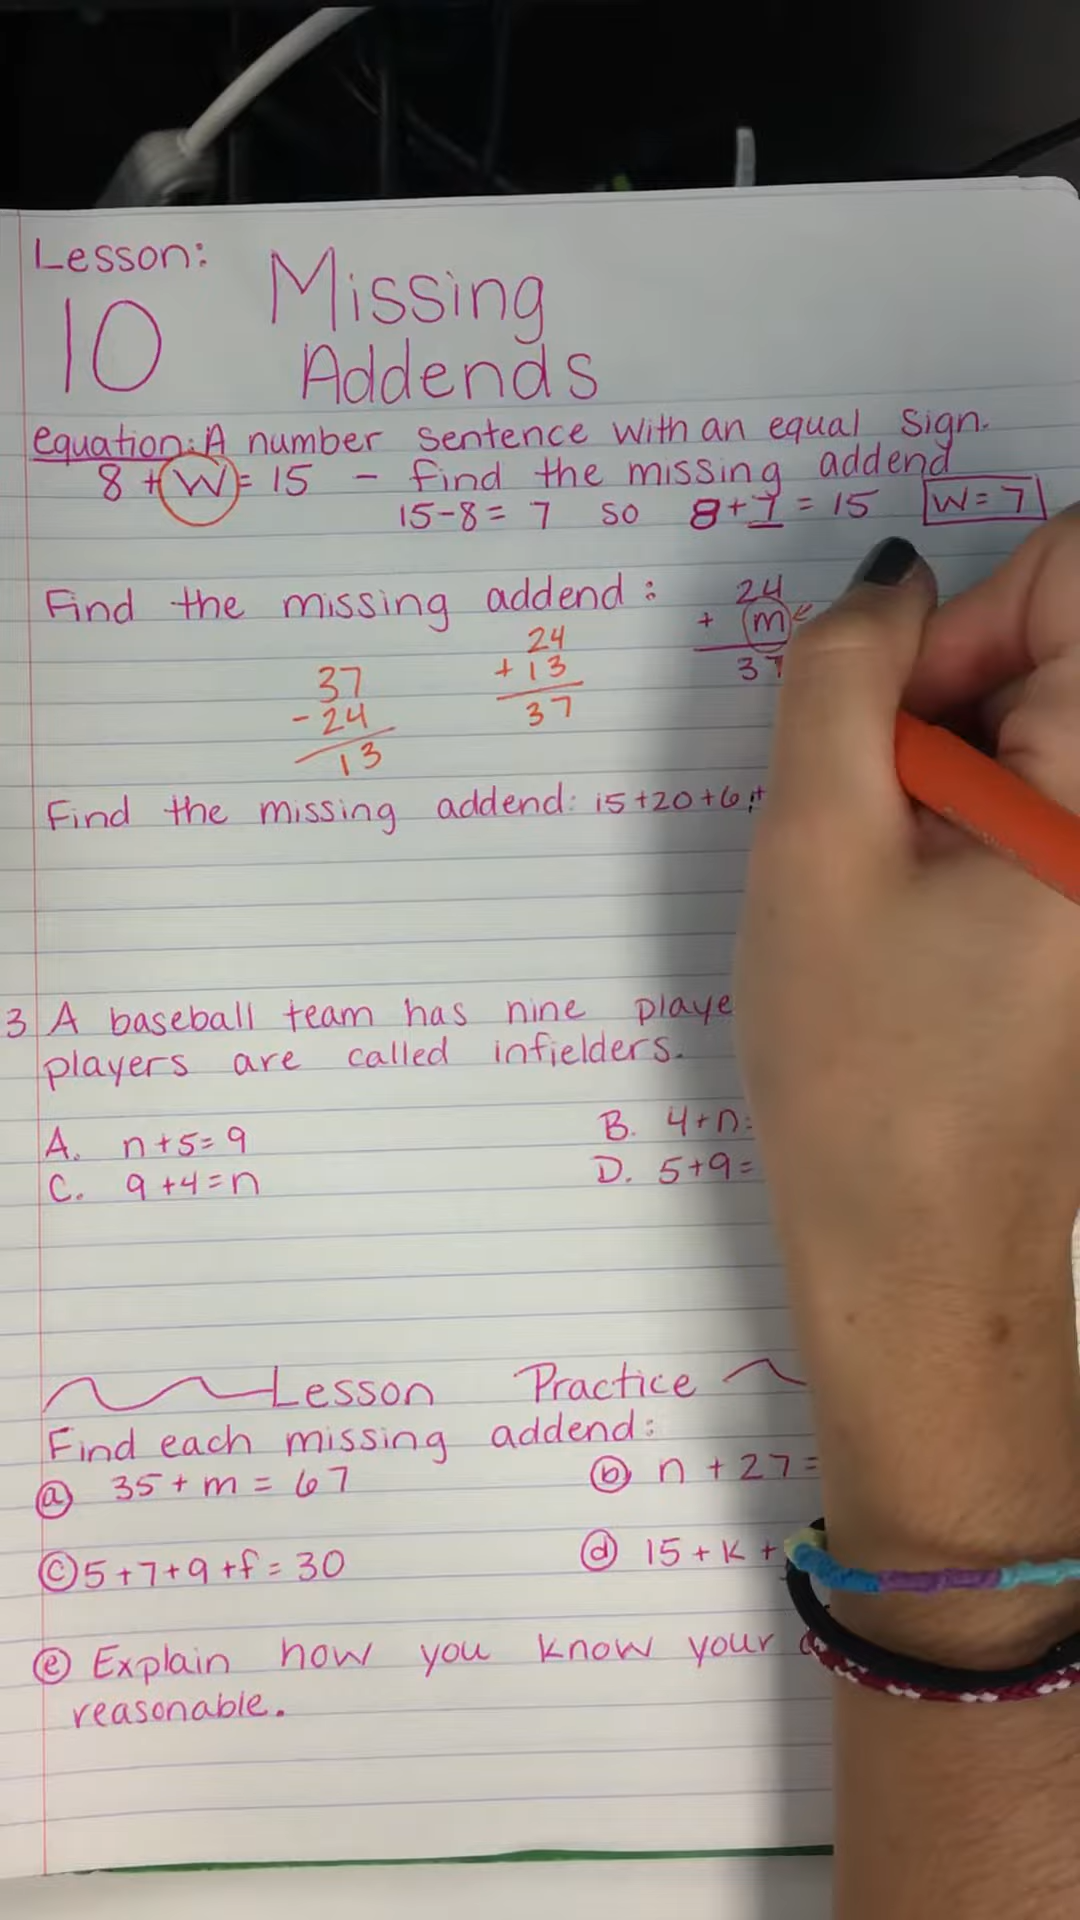 Lesson:
10
Missing
Addends
equation: A number sentence with an equal sign.
8 + W = 15 - find the missing addend
15-8 = 7 so 8+7 = 15 W = 7
Find the missing addend:
24
+ m
37
37
- 24
13
24
+ 13
37
Find the missing addend: 15+20+6+
3 A baseball team has nine
players are called infielders.
A. n+5=9
B. 4+n=
C. 9+4=n
D. 5+9=
Lesson Practice
Find each missing addend:
a 35 + m = 67
b n + 27 =
c 5+7+9+f = 30
d 15 + K +
e Explain how you know your
reasonable.